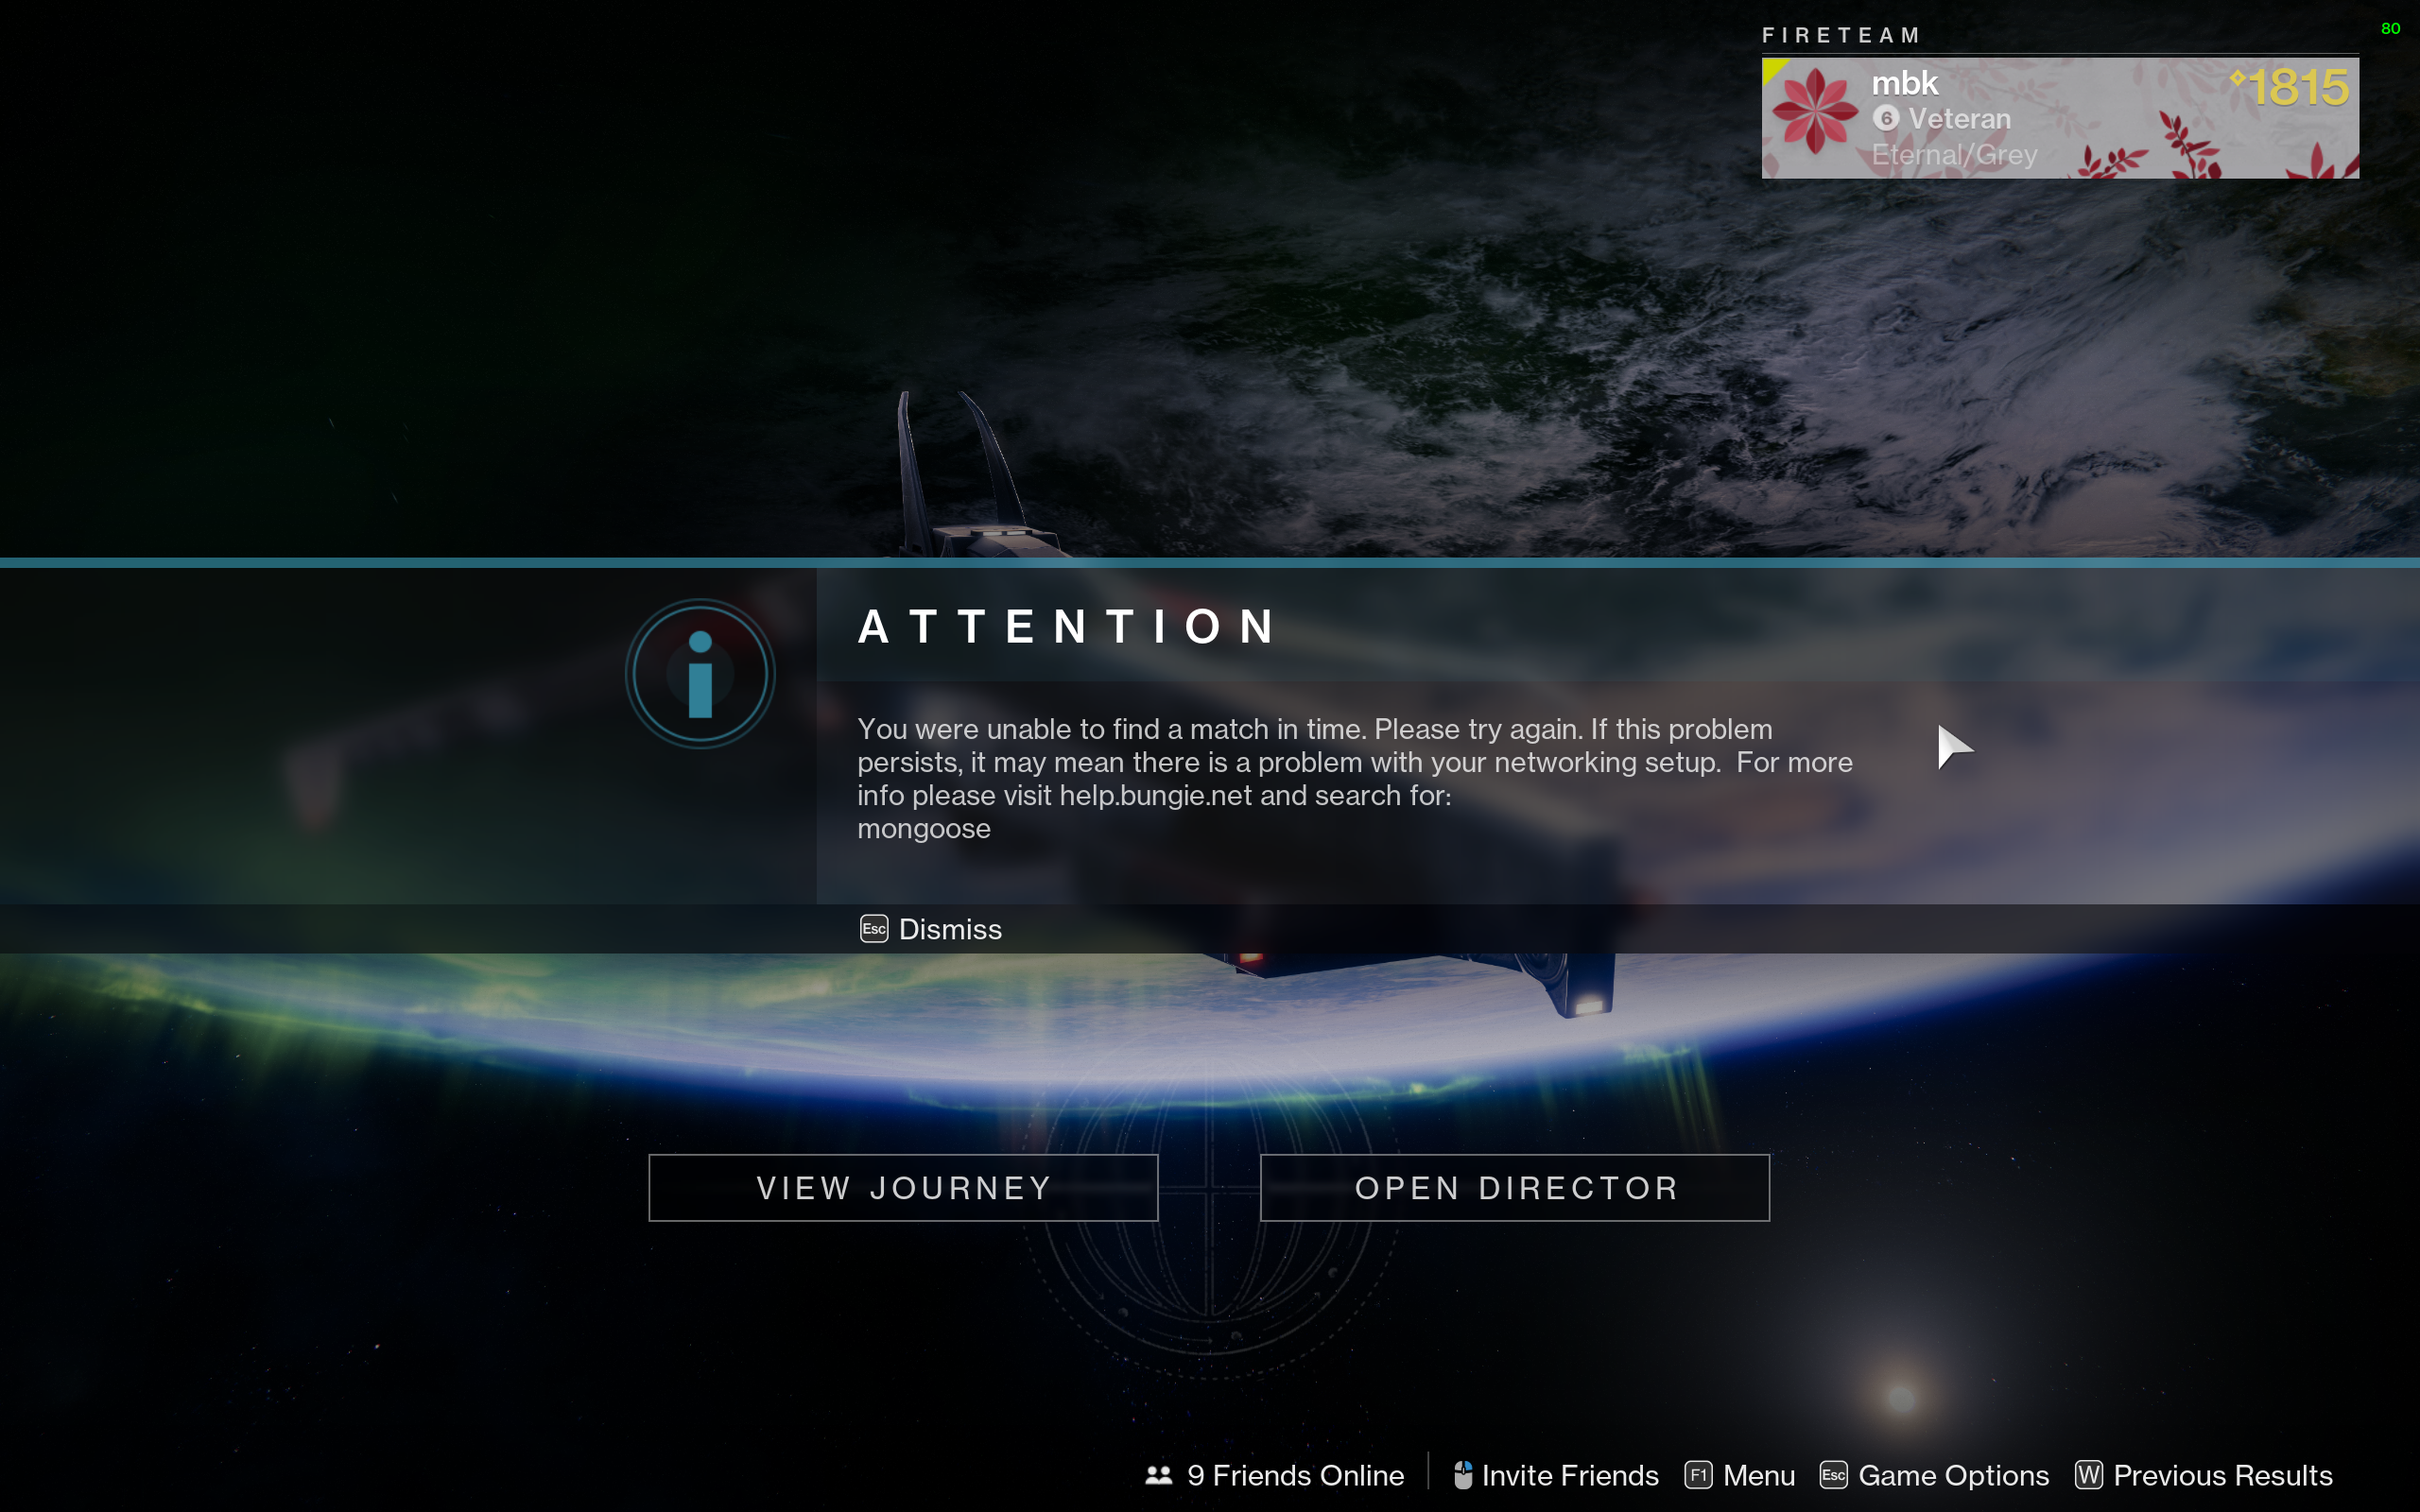 80
FIRETEAM
mbk
1815
6 Veteran
Eternal/Grey
ATTENTION
You were unable to find a match in time. Please try again. If this problem
persists, it may mean there is a problem with your networking setup.  For more
info please visit help.bungie.net and search for:
mongoose
Esc Dismiss
VIEW JOURNEY
OPEN DIRECTOR
9 Friends Online
Invite Friends
F1 Menu
Esc Game Options
W Previous Results